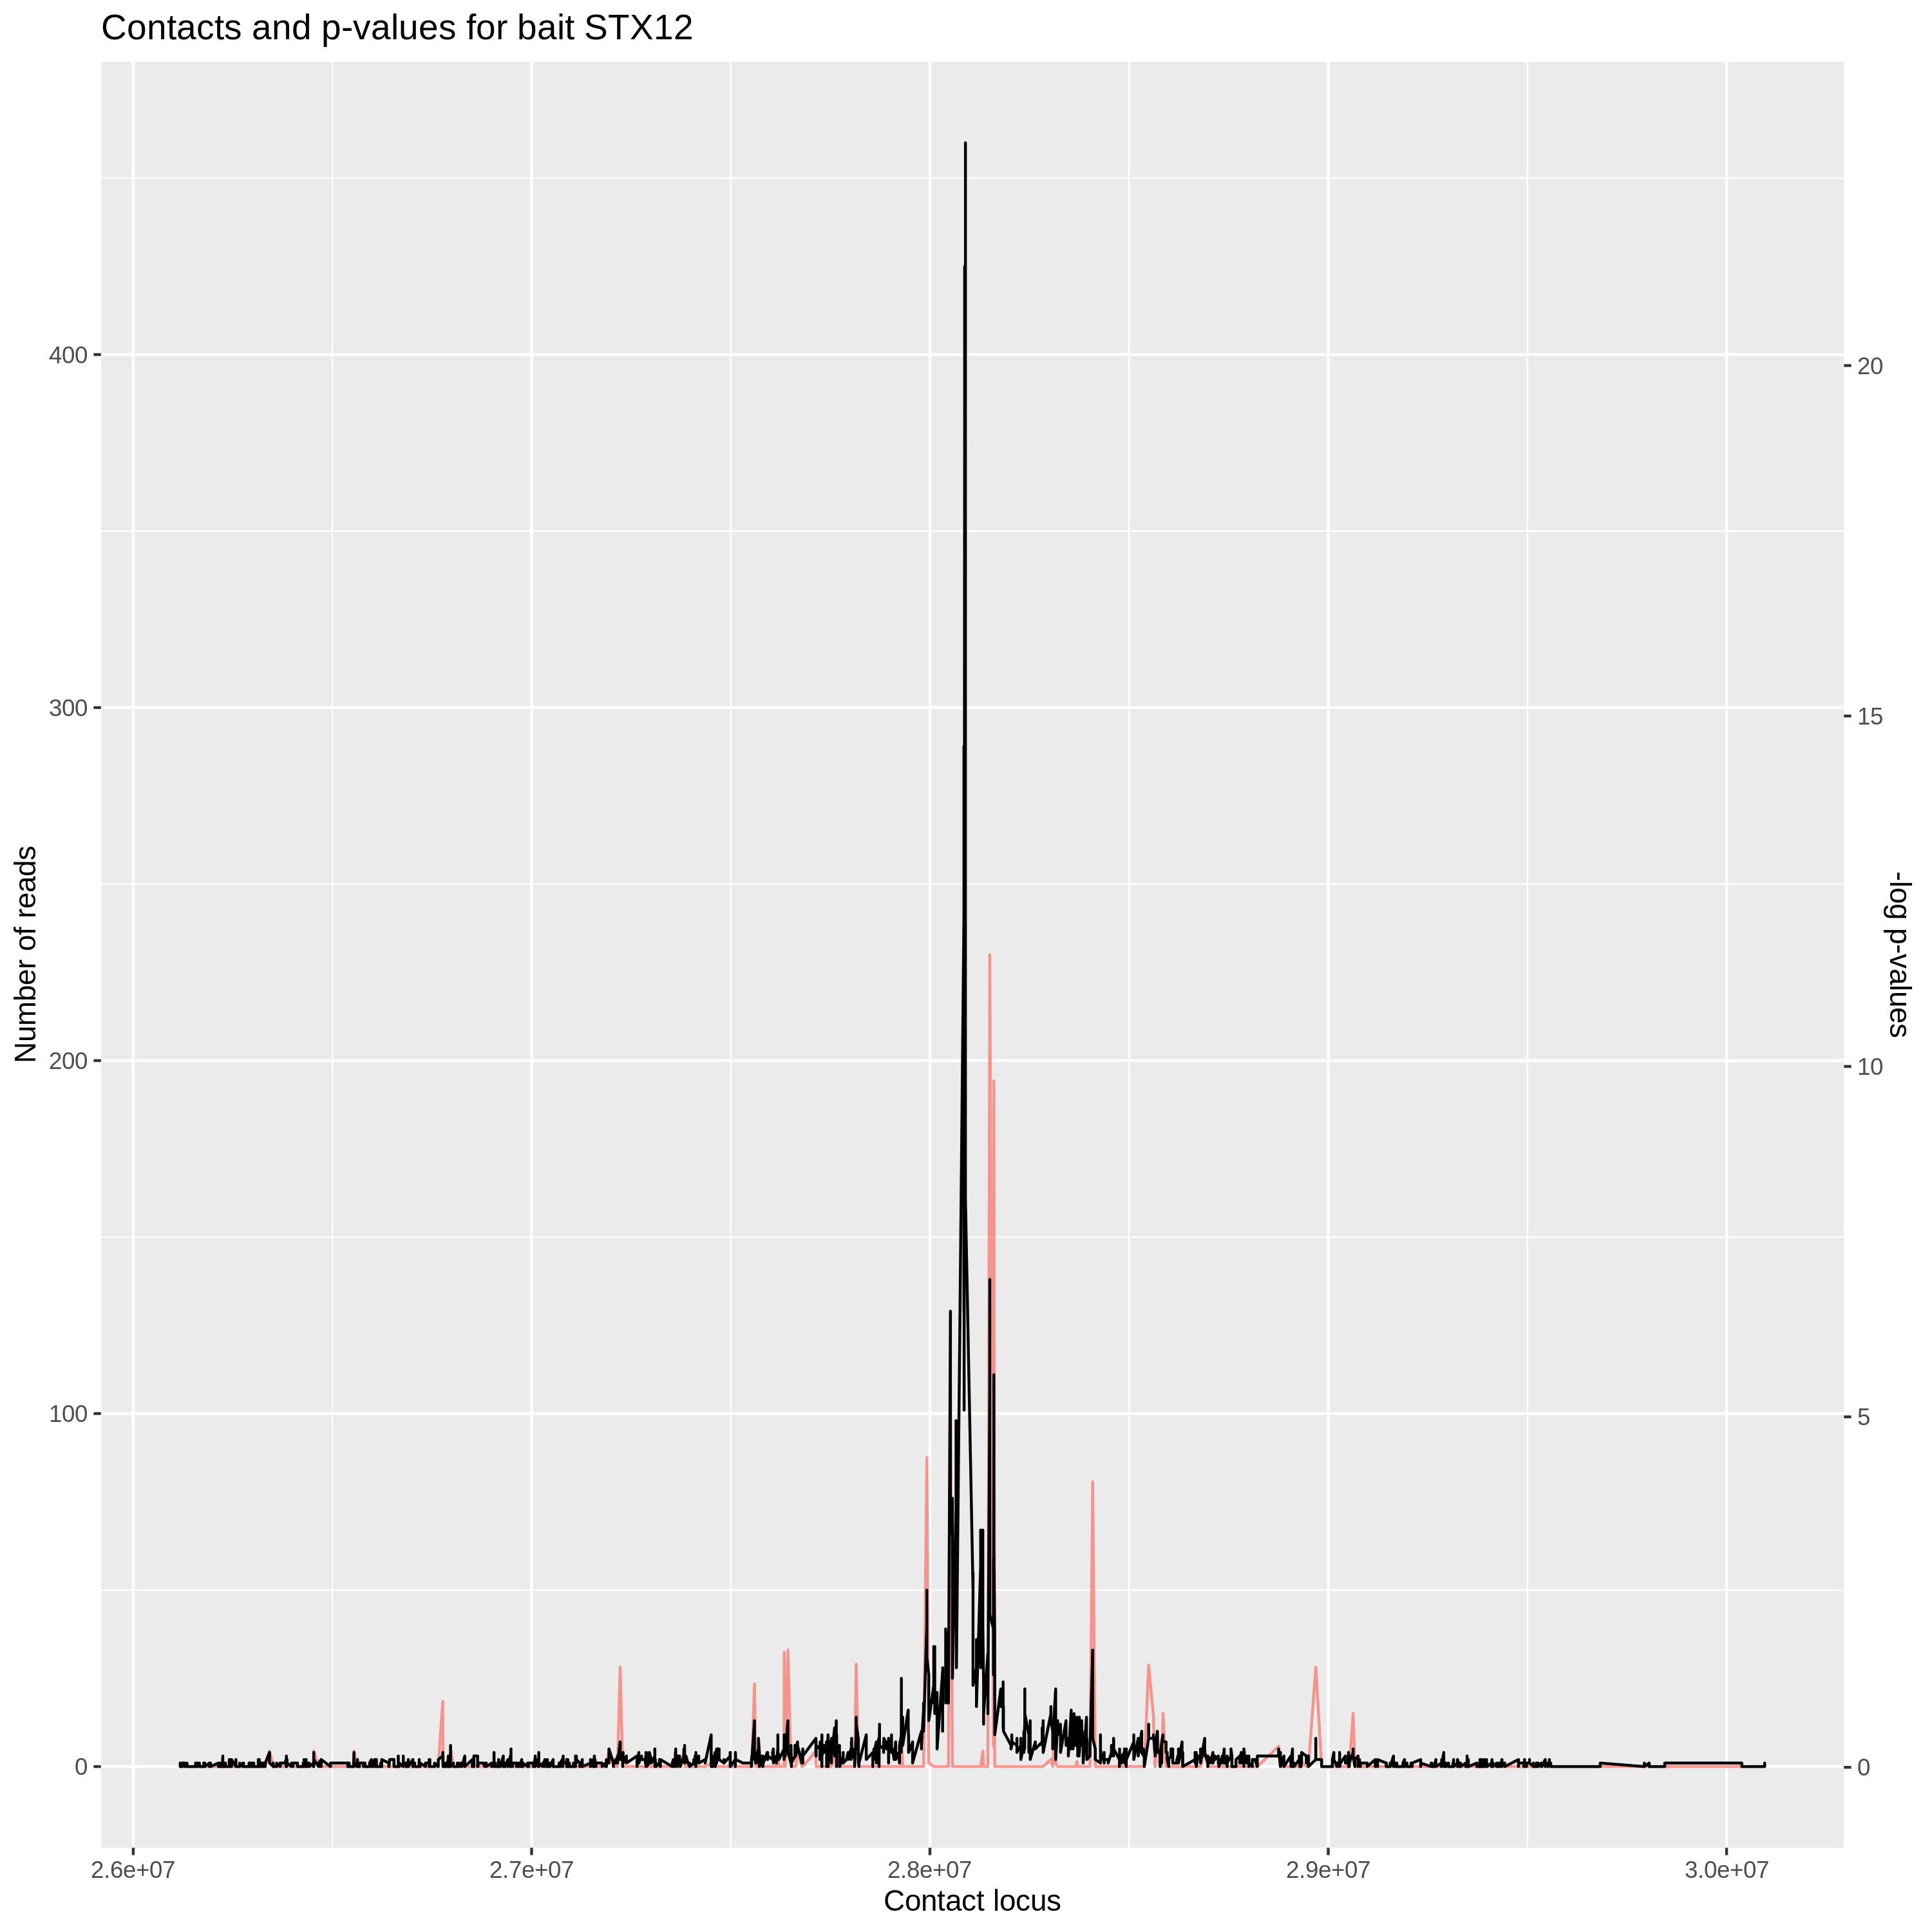 Contacts and p-values for bait STX12
Number of reads
400
300
200
100
0
20
15
10
5
0
-log p-values
2.6e+07 2.7e+07 2.8e+07 2.9e+07 3.0e+07
Contact locus